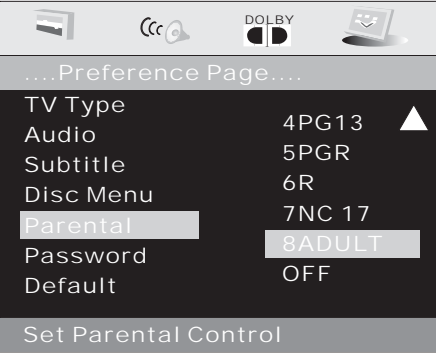 DOLBY
....Preference Page....
TV Type
Audio
Subtitle
Disc Menu
Parental
Password
Default
4PG13
5PGR
6R
7NC 17
8ADULT
OFF
Set Parental Control